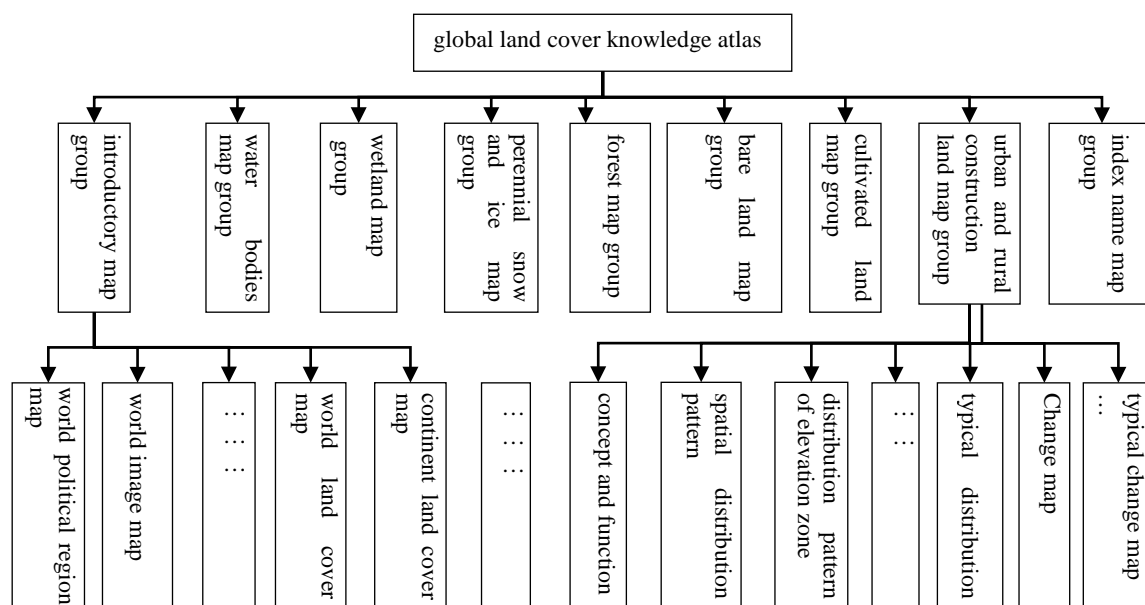 global land cover knowledge atlas
introductory map
group
water bodies
map group
wetland map
group
perennial snow
and ice map
group
forest map group
bare land map
group
cultivated land
map group
urban and rural
construction
land map group
index name map
group
world political region
map
world image map
⋯⋯⋯
world land cover
map
continent land cover
map
⋯⋯⋯
concept and function
spatial distribution
pattern
distribution pattern
of elevation zone
⋯⋯
typical distribution
Change map
typical change map
…